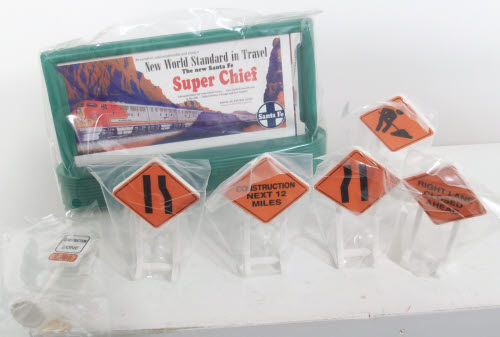 New World Standard in Travel
The new Santa Fe
Super Chief
Santa Fe
CONSTRUCTION
NEXT 12
MILES
RIGHT LANE
CLOSED
AHEAD
CONSTRUCTION